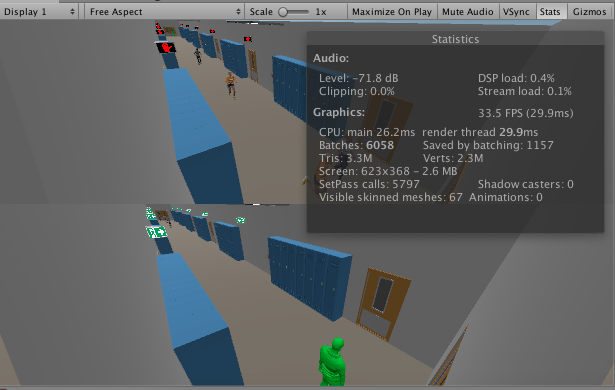 Display 1 Free Aspect Scale 1x Maximize On Play Mute Audio VSync Stats Gizmos
Statistics
Audio:
Level: -71.8 dB DSP load: 0.4%
Clipping: 0.0% Stream load: 0.1%
Graphics: 33.5 FPS (29.9ms)
CPU: main 26.2ms render thread 29.9ms
Batches: 6058 Saved by batching: 1157
Tris: 3.3M Verts: 2.3M
Screen: 623x368 - 2.6 MB
SetPass calls: 5797 Shadow casters: 0
Visible skinned meshes: 67 Animations: 0